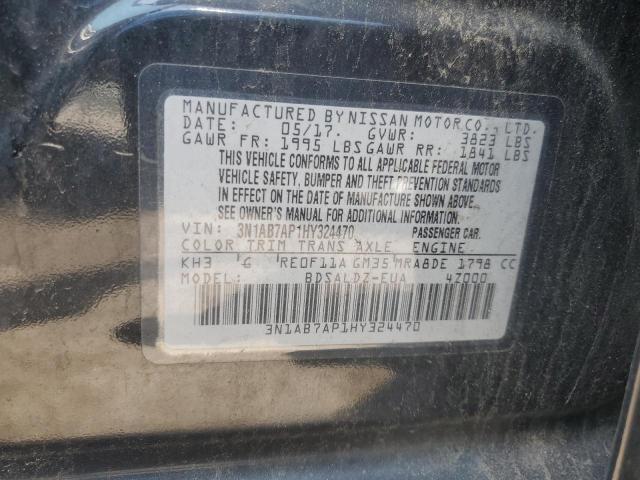 MANUFACTURED BY NISSAN MOTOR CO., LTD.
DATE: 05/17. GVWR: 3823 LBS
GAWR FR: 1995 LBS GAWR RR: 1841 LBS
THIS VEHICLE CONFORMS TO ALL APPLICABLE FEDERAL MOTOR
VEHICLE SAFETY, BUMPER AND THEFT PREVENTION STANDARDS
IN EFFECT ON THE DATE OF MANUFACTURE SHOWN ABOVE.
SEE OWNER'S MANUAL FOR ADDITIONAL INFORMATION.
VIN: 3N1AB7AP1HY324470 PASSENGER CAR.
COLOR TRIM TRANS AXLE ENGINE
KH3 G RE0F11A GM35 MRA8DE 1798 CC
MODEL: BDSALDZ-EUA 4Z000
3N1AB7AP1HY324470